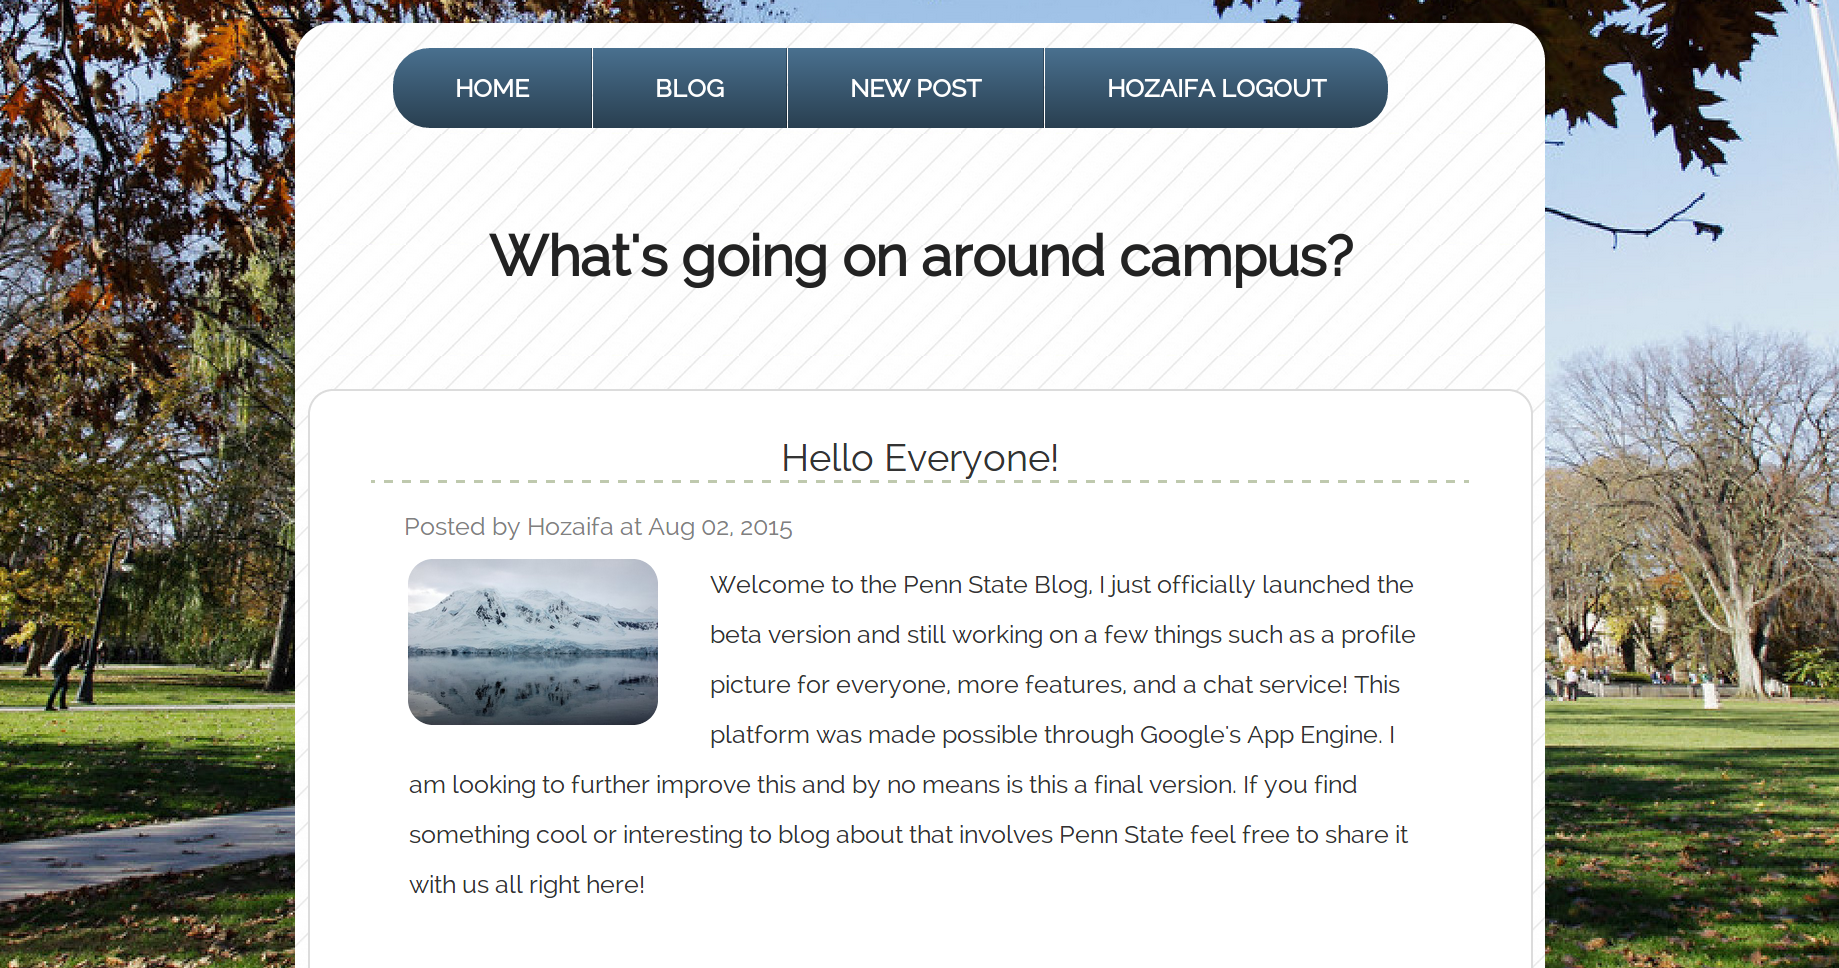 HOME BLOG NEW POST HOZAIFA LOGOUT
What's going on around campus?
Hello Everyone!
Posted by Hozaifa at Aug 02, 2015
Welcome to the Penn State Blog, I just officially launched the
beta version and still working on a few things such as a profile
picture for everyone, more features, and a chat service! This
platform was made possible through Google's App Engine. I
am looking to further improve this and by no means is this a final version. If you find
something cool or interesting to blog about that involves Penn State feel free to share it
with us all right here!